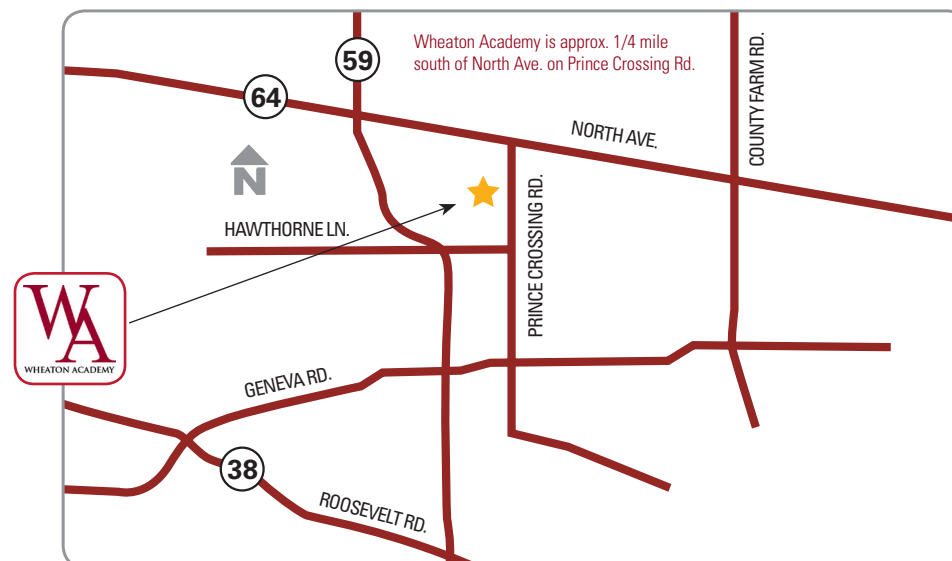 59
Wheaton Academy is approx. 1/4 mile
south of North Ave. on Prince Crossing Rd.
COUNTY FARM RD.
64
NORTH AVE.
N
PRINCE CROSSING RD.
HAWTHORNE LN.
WA
WHEATON ACADEMY
GENEVA RD.
38
ROOSEVELT RD.